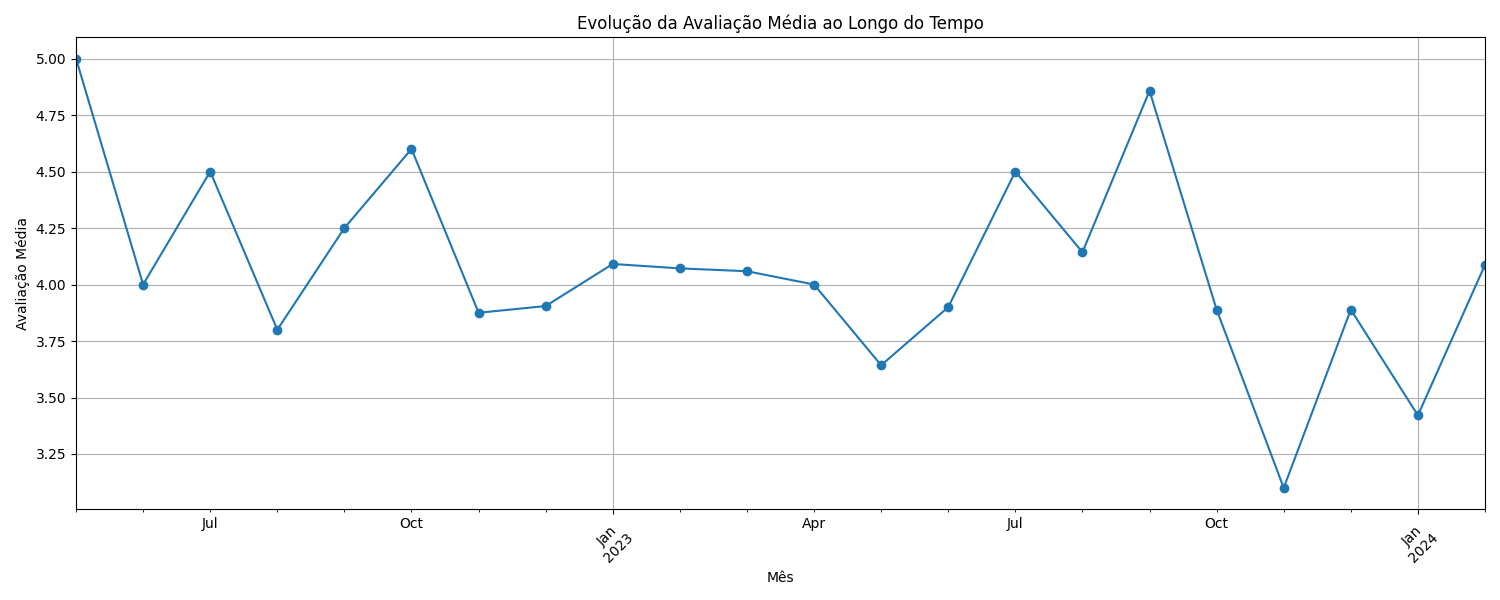 Evolução da Avaliação Média ao Longo do Tempo
Avaliação Média
5.00
4.75
4.50
4.25
4.00
3.75
3.50
3.25
Jul
Oct
Jan
2023
Apr
Jul
Oct
Jan
2024
Mês